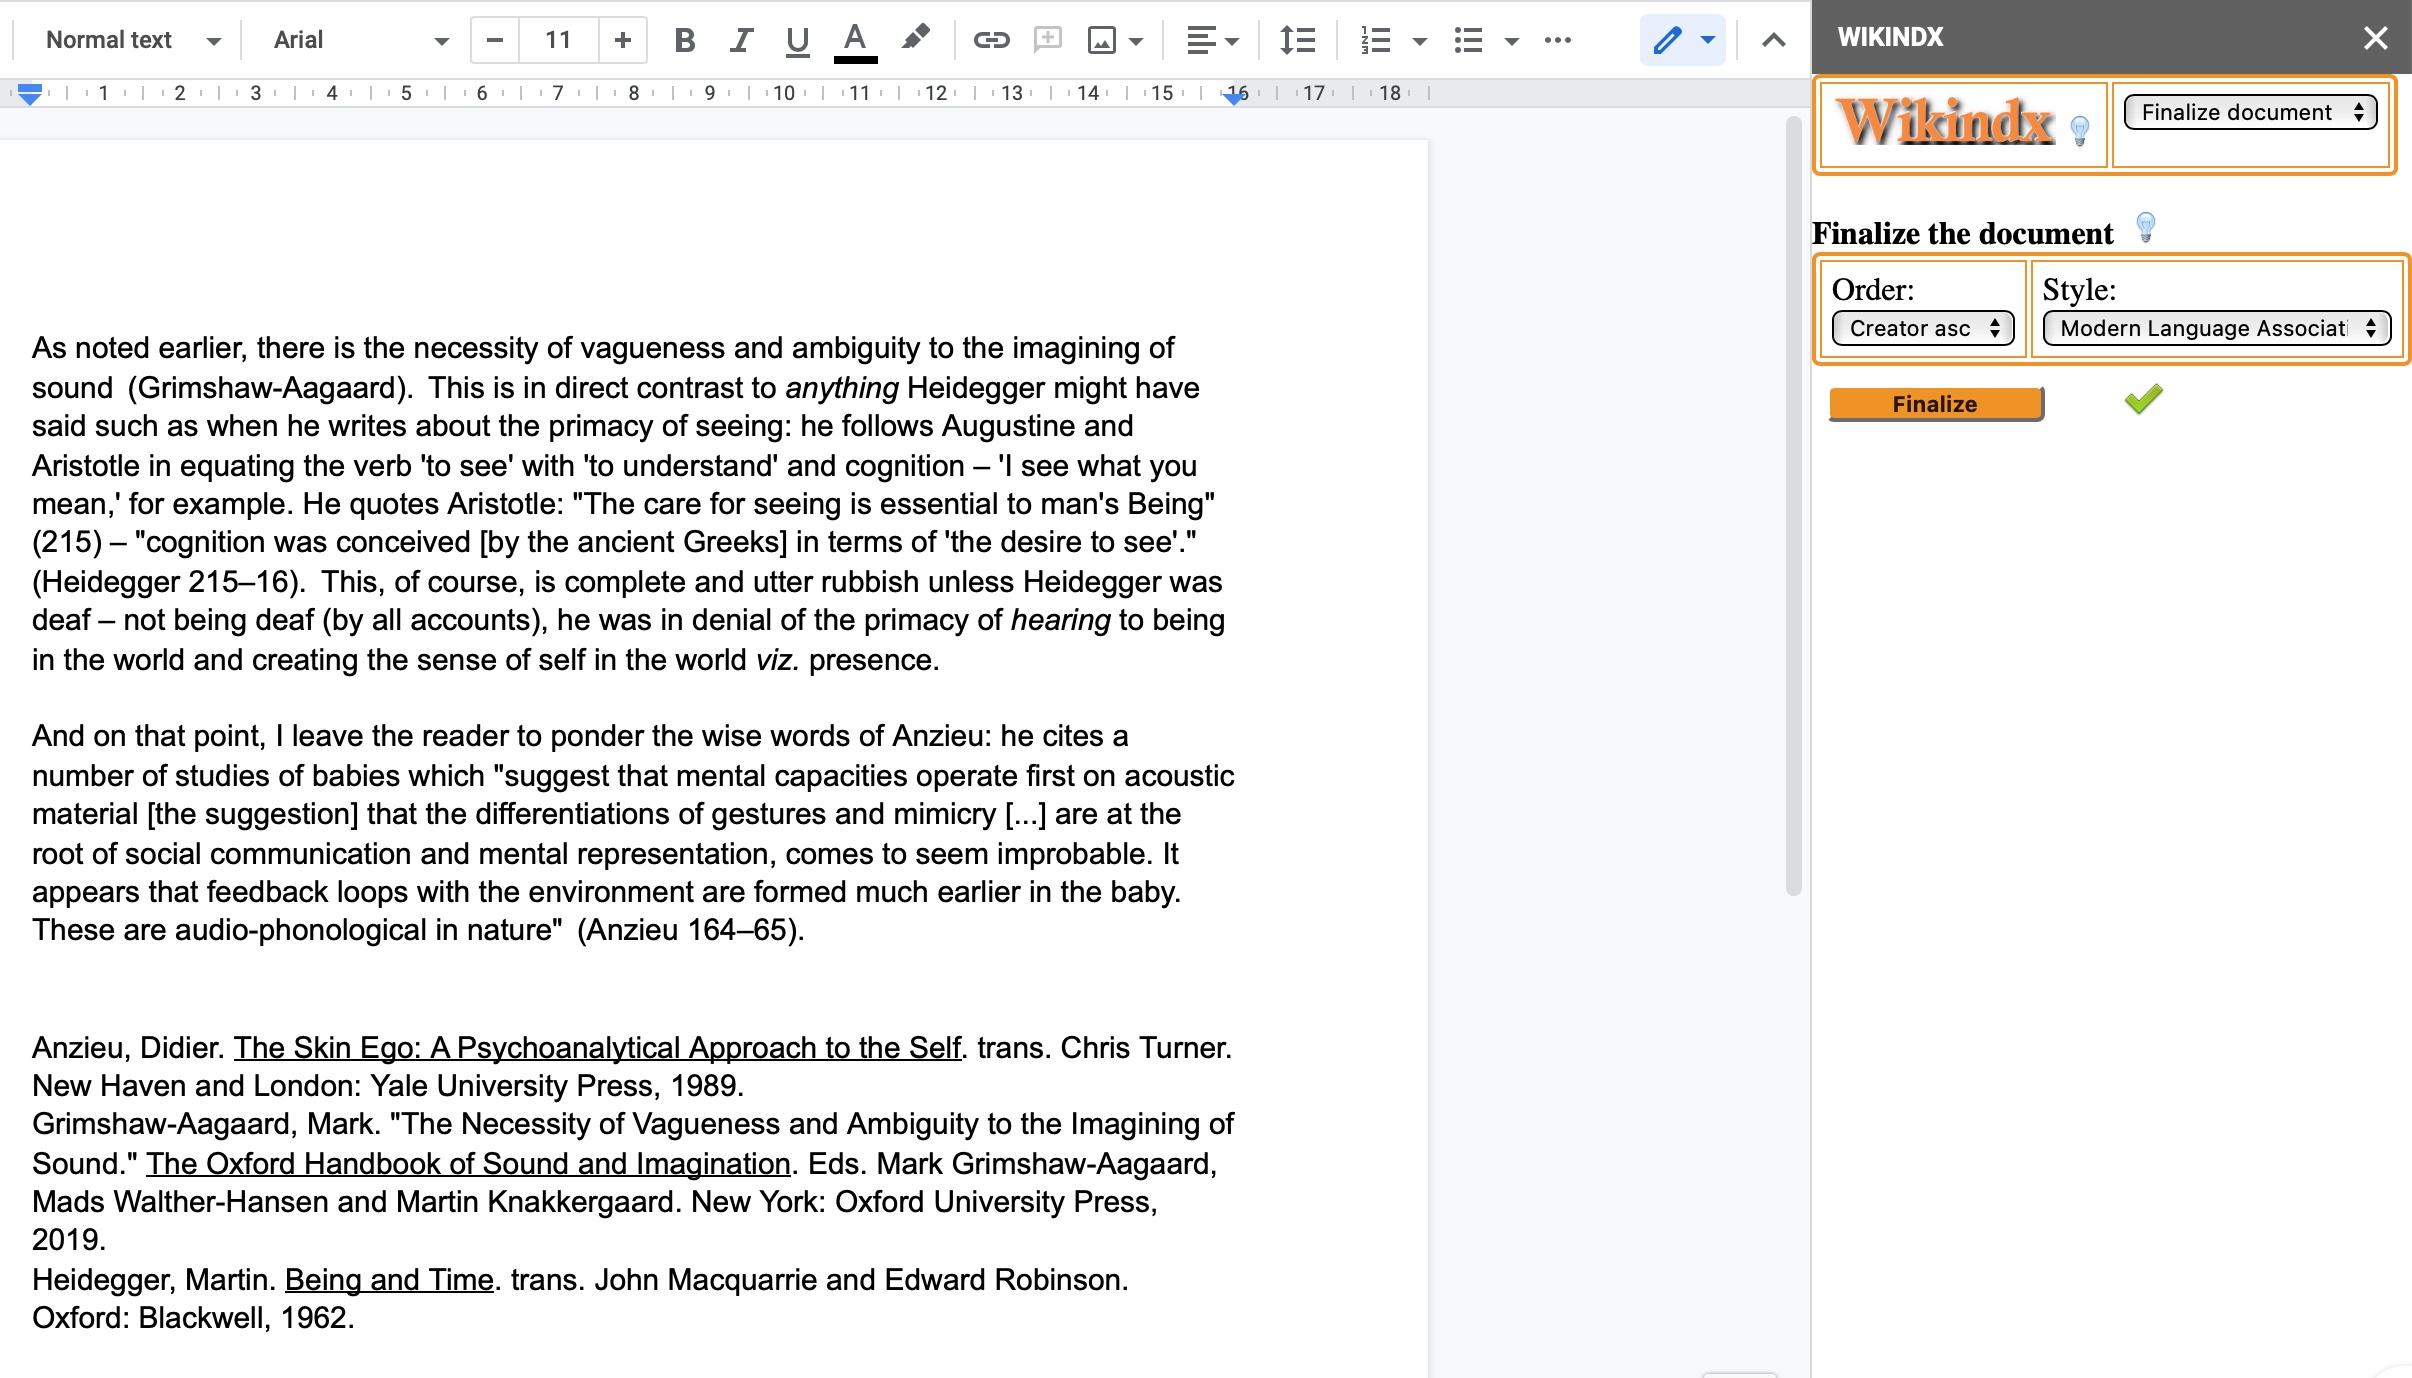 Normal text
Arial
11
B I U A
WIKINDX
1 2 3 4 5 6 7 8 9 10 11 12 13 14 15 16 17 18
Wikindx
Finalize document
Finalize the document
Order:
Style:
Creator asc
Modern Language Associati
Finalize
As noted earlier, there is the necessity of vagueness and ambiguity to the imagining of
sound (Grimshaw-Aagaard). This is in direct contrast to anything Heidegger might have
said such as when he writes about the primacy of seeing: he follows Augustine and
Aristotle in equating the verb 'to see' with 'to understand' and cognition – 'I see what you
mean,' for example. He quotes Aristotle: "The care for seeing is essential to man's Being"
(215) – "cognition was conceived [by the ancient Greeks] in terms of 'the desire to see'."
(Heidegger 215–16). This, of course, is complete and utter rubbish unless Heidegger was
deaf – not being deaf (by all accounts), he was in denial of the primacy of hearing to being
in the world and creating the sense of self in the world viz. presence.
And on that point, I leave the reader to ponder the wise words of Anzieu: he cites a
number of studies of babies which "suggest that mental capacities operate first on acoustic
material [the suggestion] that the differentiations of gestures and mimicry [...] are at the
root of social communication and mental representation, comes to seem improbable. It
appears that feedback loops with the environment are formed much earlier in the baby.
These are audio-phonological in nature" (Anzieu 164–65).
Anzieu, Didier. The Skin Ego: A Psychoanalytical Approach to the Self. trans. Chris Turner.
New Haven and London: Yale University Press, 1989.
Grimshaw-Aagaard, Mark. "The Necessity of Vagueness and Ambiguity to the Imagining of
Sound." The Oxford Handbook of Sound and Imagination. Eds. Mark Grimshaw-Aagaard,
Mads Walther-Hansen and Martin Knakkergaard. New York: Oxford University Press,
2019.
Heidegger, Martin. Being and Time. trans. John Macquarrie and Edward Robinson.
Oxford: Blackwell, 1962.